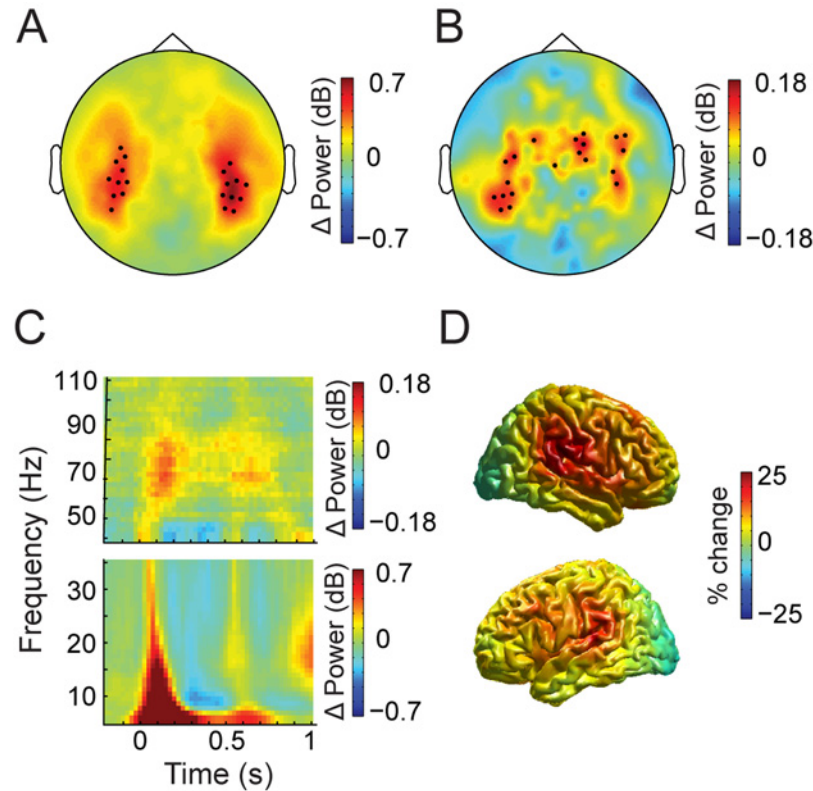 A
Δ Power (dB)
0.7
0
−0.7
B
Δ Power (dB)
0.18
0
−0.18
C
Frequency (Hz)
110
90
70
50
Δ Power (dB)
0.18
0
−0.18
30
20
10
Δ Power (dB)
0.7
0
−0.7
0
0.5
1
Time (s)
D
% change
25
0
−25